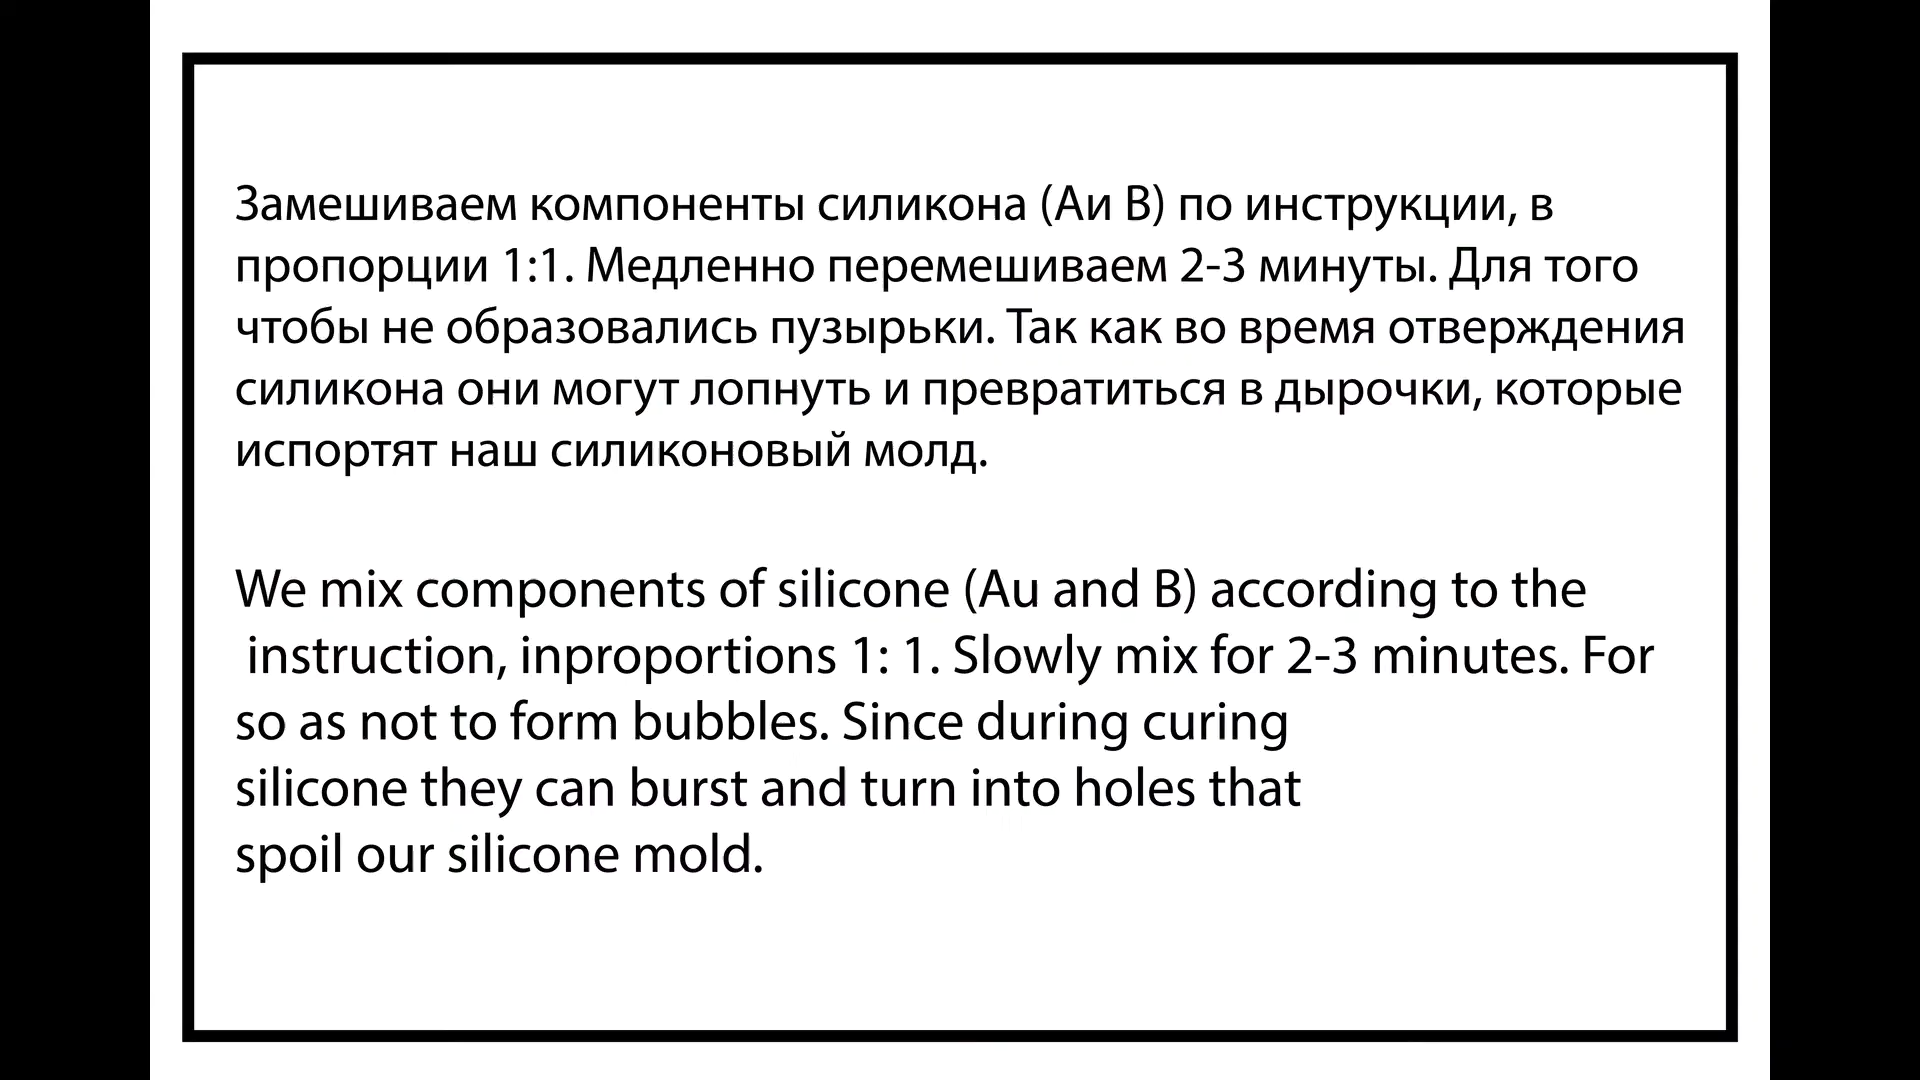 Замешиваем компоненты силикона (Аи В) по инструкции, в
пропорции 1:1. Медленно перемешиваем 2-3 минуты. Для того
чтобы не образовались пузырьки. Так как во время отверждения
силикона они могут лопнуть и превратиться в дырочки, которые
испортят наш силиконовый молд.
We mix components of silicone (Au and B) according to the
instruction, inproportions 1: 1. Slowly mix for 2-3 minutes. For
so as not to form bubbles. Since during curing
silicone they can burst and turn into holes that
spoil our silicone mold.